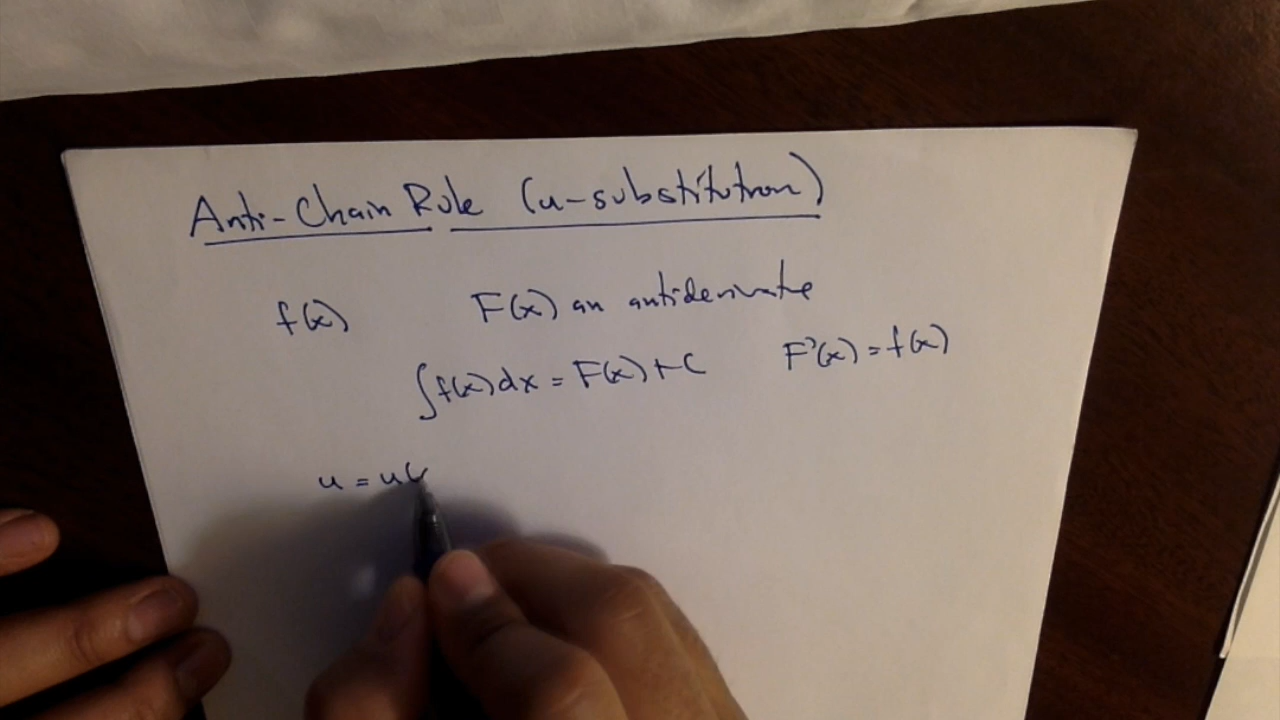 Anti-Chain Rule (u-substitution)
f(x) F(x) an antiderivative
∫f(x)dx = F(x)+C F'(x) = f(x)
u = u(